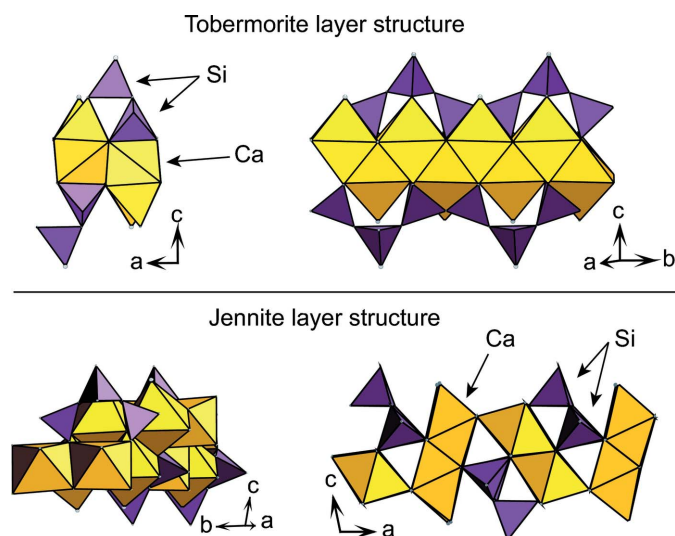 Tobermorite layer structure
Si
Ca
c
a
c
a
b
Jennite layer structure
Ca
Si
c
b
a
c
a